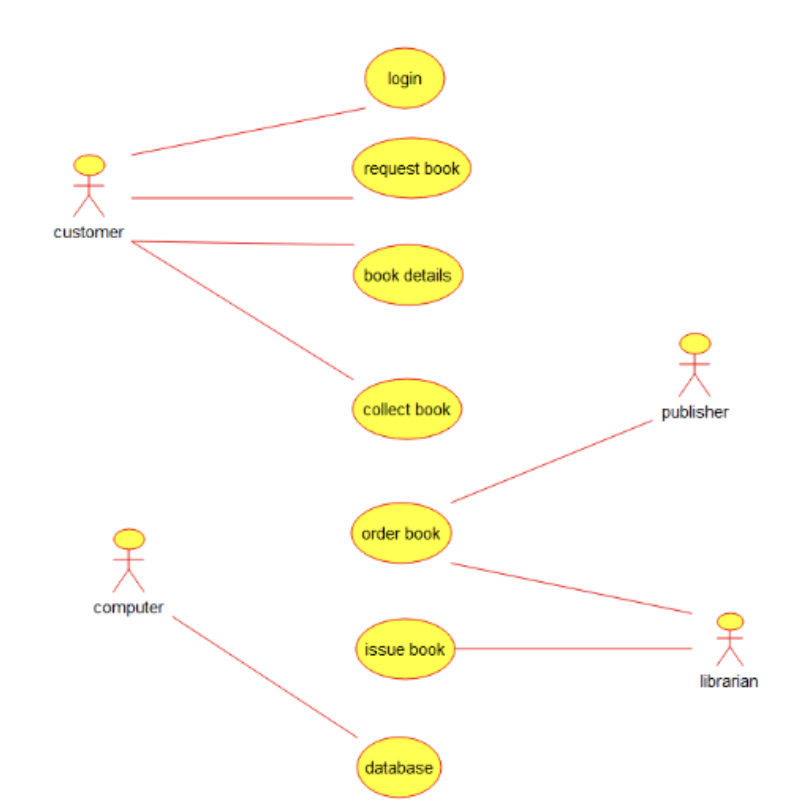 login
request book
customer
book details
collect book
publisher
order book
computer
issue book
librarian
database